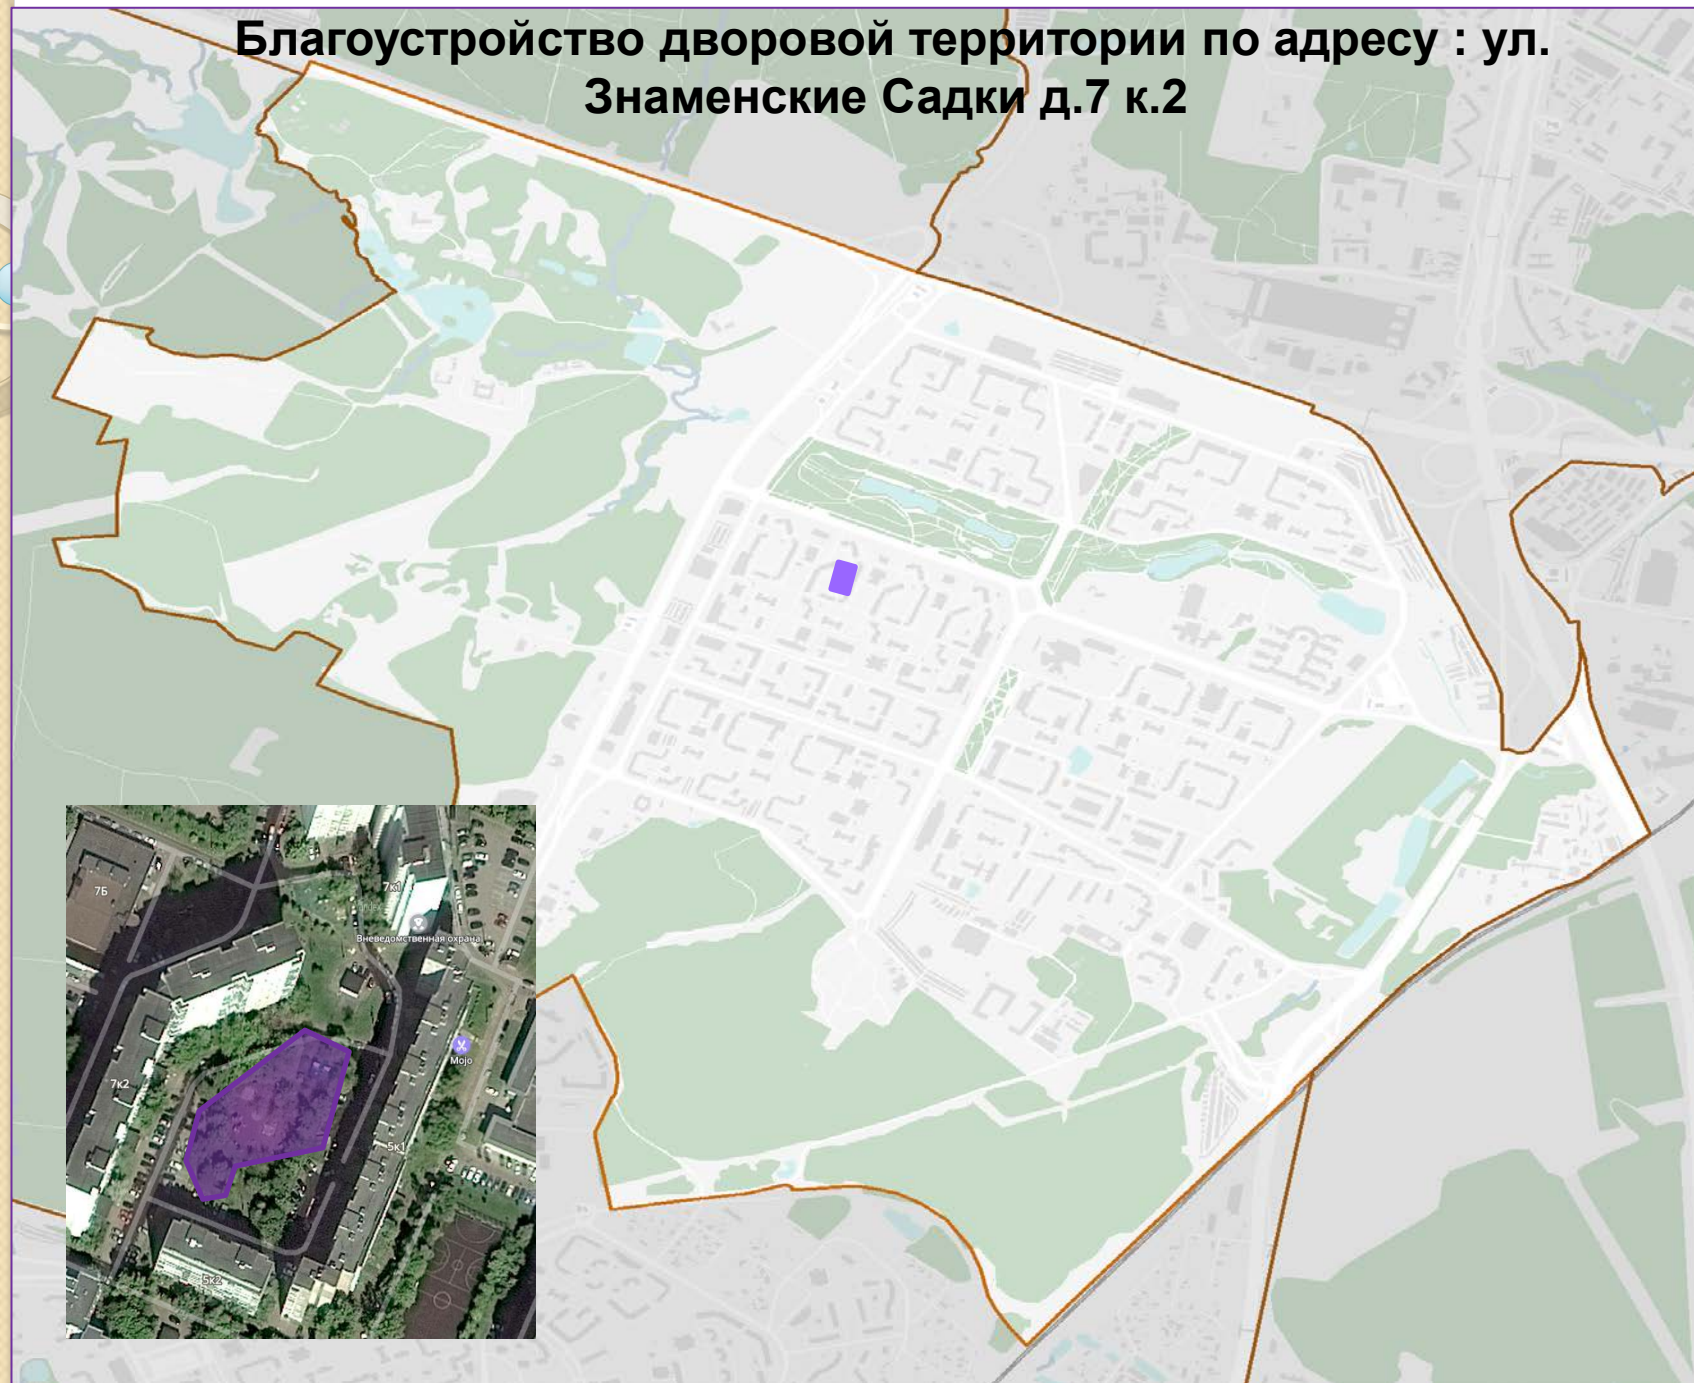 Благоустройство дворовой территории по адресу : ул.
Знаменские Садки д.7 к.2
7Б
7к1
Вневедомственная охрана
Mojo
7к2
5к1
5к2